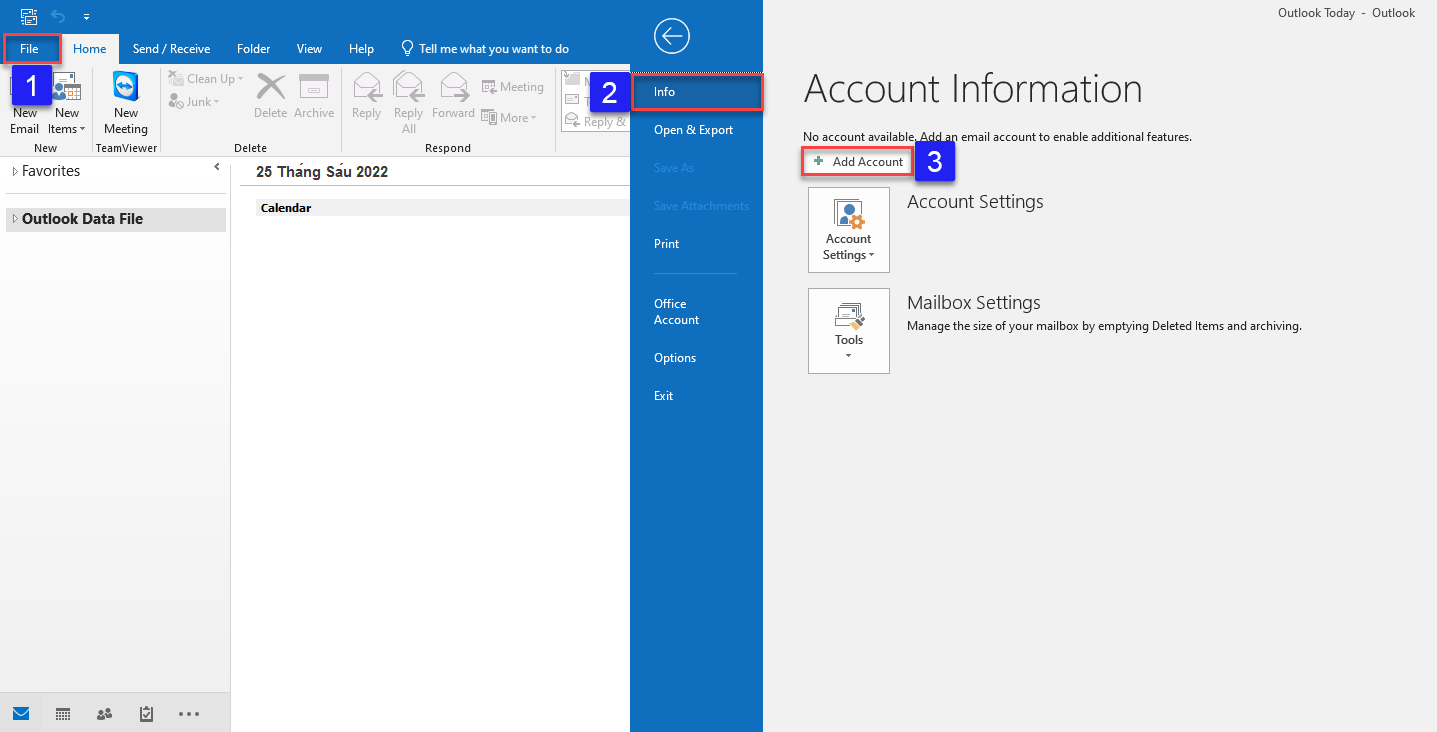 Outlook Today - Outlook
File
Home
Send / Receive
Folder
View
Help
Tell me what you want to do
1
New
Email
New
Items
New
New
Meeting
TeamViewer
Clean Up
Junk
Delete
Archive
Delete
Reply
Reply
All
Forward
Meeting
More
Respond
Reply &
Favorites
Outlook Data File
25 Tháng Sáu 2022
Calendar
2
Info
Open & Export
Save As
Save Attachments
Print
Office
Account
Options
Exit
Account Information
No account available. Add an email account to enable additional features.
+ Add Account
3
Account
Settings
Account Settings
Tools
Mailbox Settings
Manage the size of your mailbox by emptying Deleted Items and archiving.